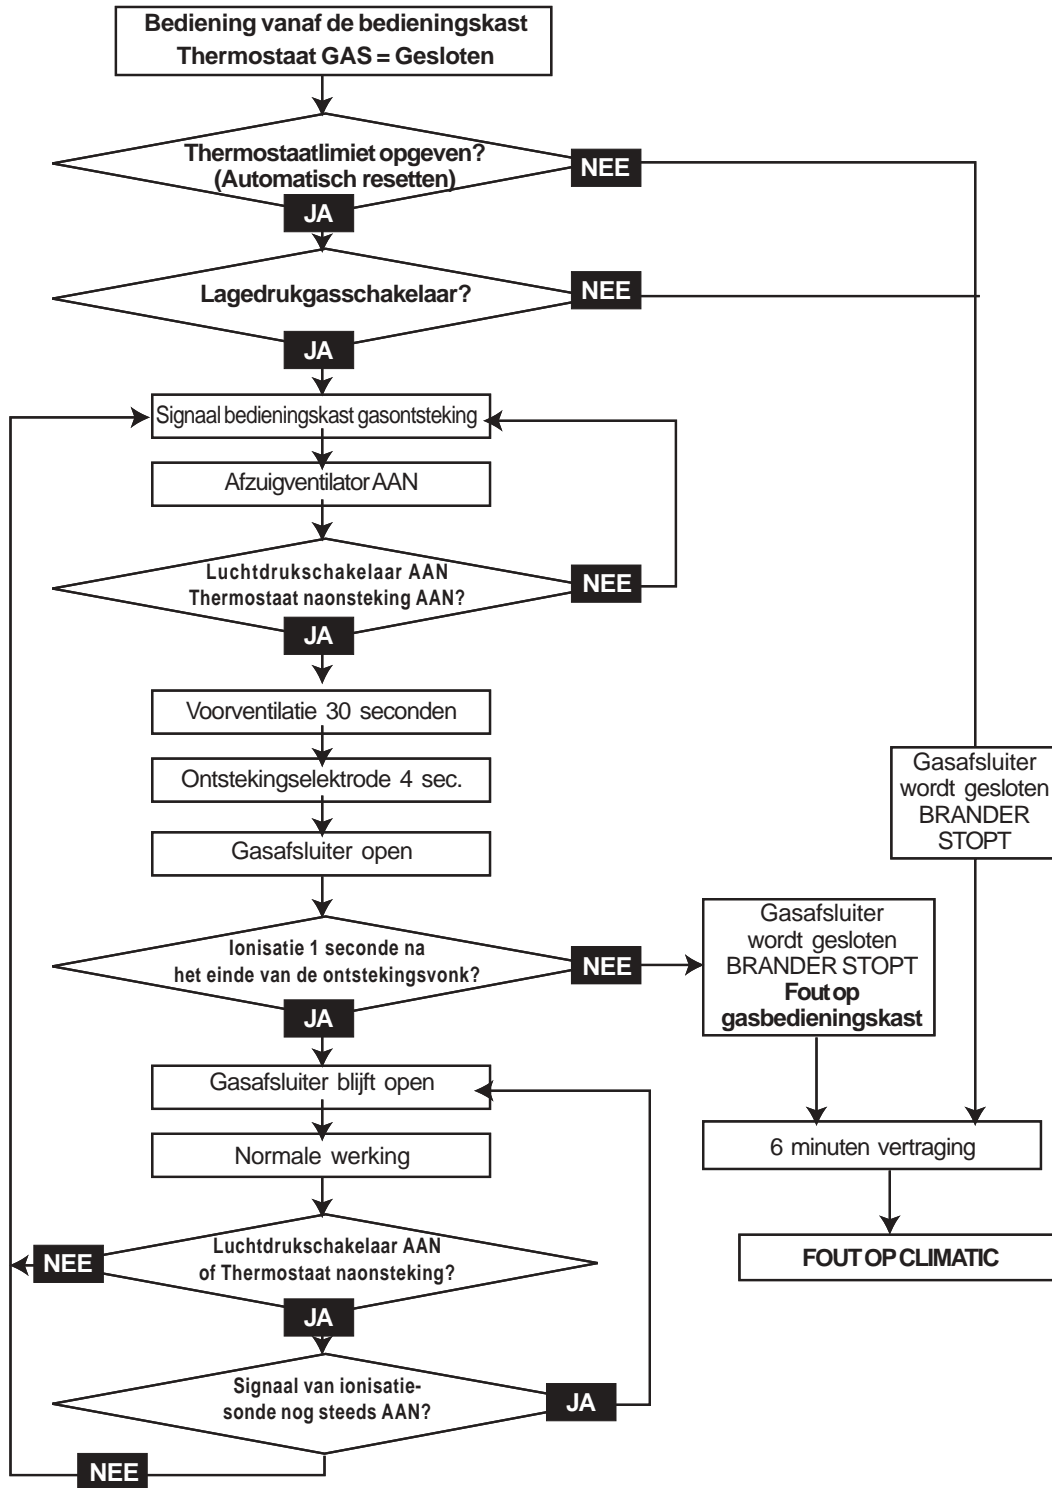 Bediening vanaf de bedieningskast
Thermostaat GAS = Gesloten
Thermostaatlimiet opgeven?
(Automatisch resetten)
NEE
JA
Lagedrukgasschakelaar?
NEE
JA
Signaal bedieningskast gasontsteking
Afzuigventilator AAN
Luchtdrukschakelaar AAN
Thermostaat naonsteking AAN?
NEE
JA
Voorventilatie 30 seconden
Ontstekingselektrode 4 sec.
Gasafsluiter open
Gasafsluiter
wordt gesloten
BRANDER
STOPT
Ionisatie 1 seconde na
het einde van de ontstekingsvonk?
NEE
JA
Gasafsluiter
wordt gesloten
BRANDER STOPT
Fout op
gasbedieningskast
Gasafsluiter blijft open
Normale werking
6 minuten vertraging
FOUT OP CLIMATIC
Luchtdrukschakelaar AAN
of Thermostaat naonsteking?
NEE
JA
Signaal van ionisatie-
sonde nog steeds AAN?
JA
NEE